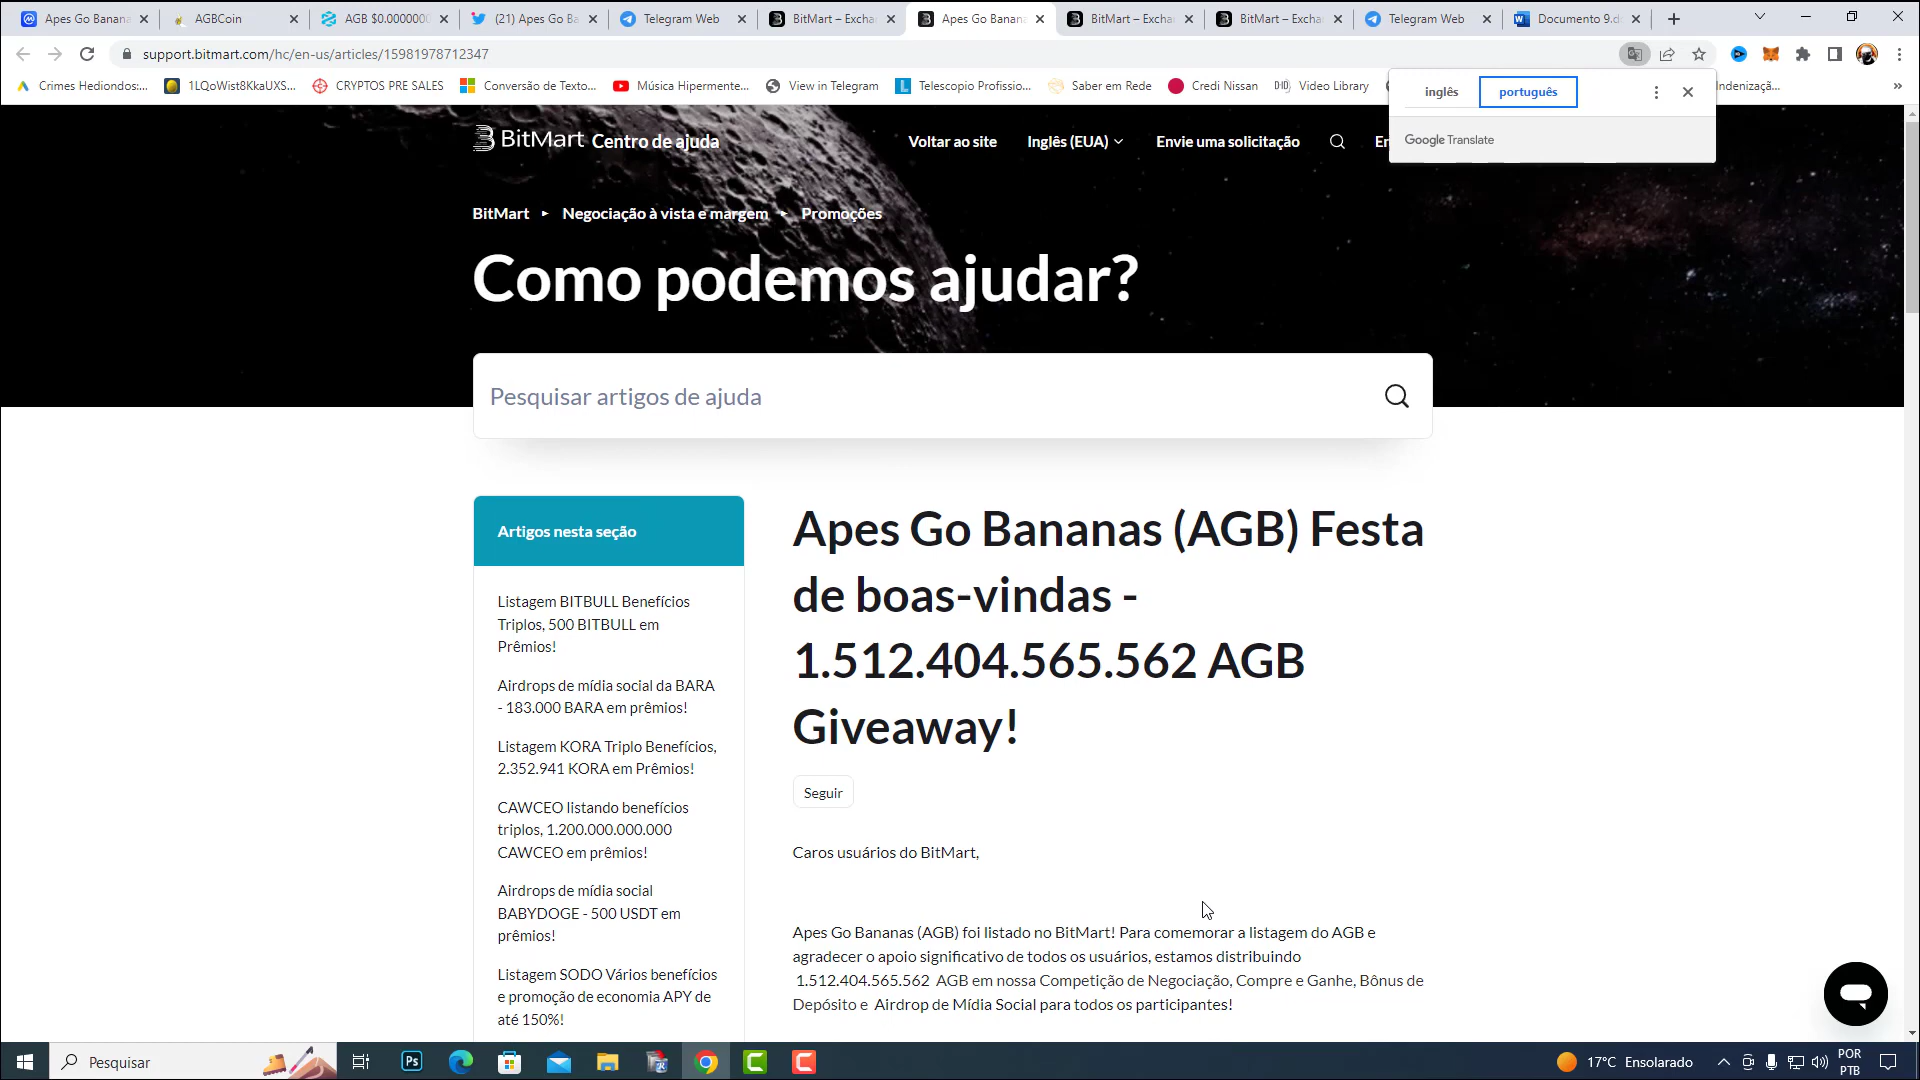 Apes Go Banana
AGBCoin
AGB $0.0000000
(21) Apes Go Ba
Telegram Web
BitMart – Exchan
Apes Go Banana
BitMart – Exchan
BitMart – Exchan
Telegram Web
Documento 9.d
support.bitmart.com/hc/en-us/articles/15981978712347
Crimes Hediondos:...
1LQoWist8KkaUXS...
CRYPTOS PRE SALES
Conversão de Texto...
Música Hipermente...
View in Telegram
Telescopio Profissio...
Saber em Rede
Credi Nissan
DID
Video Library
ndenizaçã...
»
inglês
português
Google Translate
BitMart Centro de ajuda
Voltar ao site
Inglês (EUA)
Envie uma solicitação
BitMart
Negociação à vista e margem
Promoções
Como podemos ajudar?
Pesquisar artigos de ajuda
Artigos nesta seção
Listagem BITBULL Benefícios
Triplos, 500 BITBULL em
Prêmios!
Airdrops de mídia social da BARA
- 183.000 BARA em prêmios!
Listagem KORA Triplo Benefícios,
2.352.941 KORA em Prêmios!
CAWCEO listando benefícios
triplos, 1.200.000.000.000
CAWCEO em prêmios!
Airdrops de mídia social
BABYDOGE - 500 USDT em
prêmios!
Listagem SODO Vários benefícios
e promoção de economia APY de
até 150%!
Apes Go Bananas (AGB) Festa
de boas-vindas -
1.512.404.565.562 AGB
Giveaway!
Seguir
Caros usuários do BitMart,
Apes Go Bananas (AGB) foi listado no BitMart! Para comemorar a listagem do AGB e
agradecer o apoio significativo de todos os usuários, estamos distribuindo
1.512.404.565.562 AGB em nossa Competição de Negociação, Compre e Ganhe, Bônus de
Depósito e Airdrop de Mídia Social para todos os participantes!
Pesquisar
Ps
17°C Ensolarado
POR
PTB